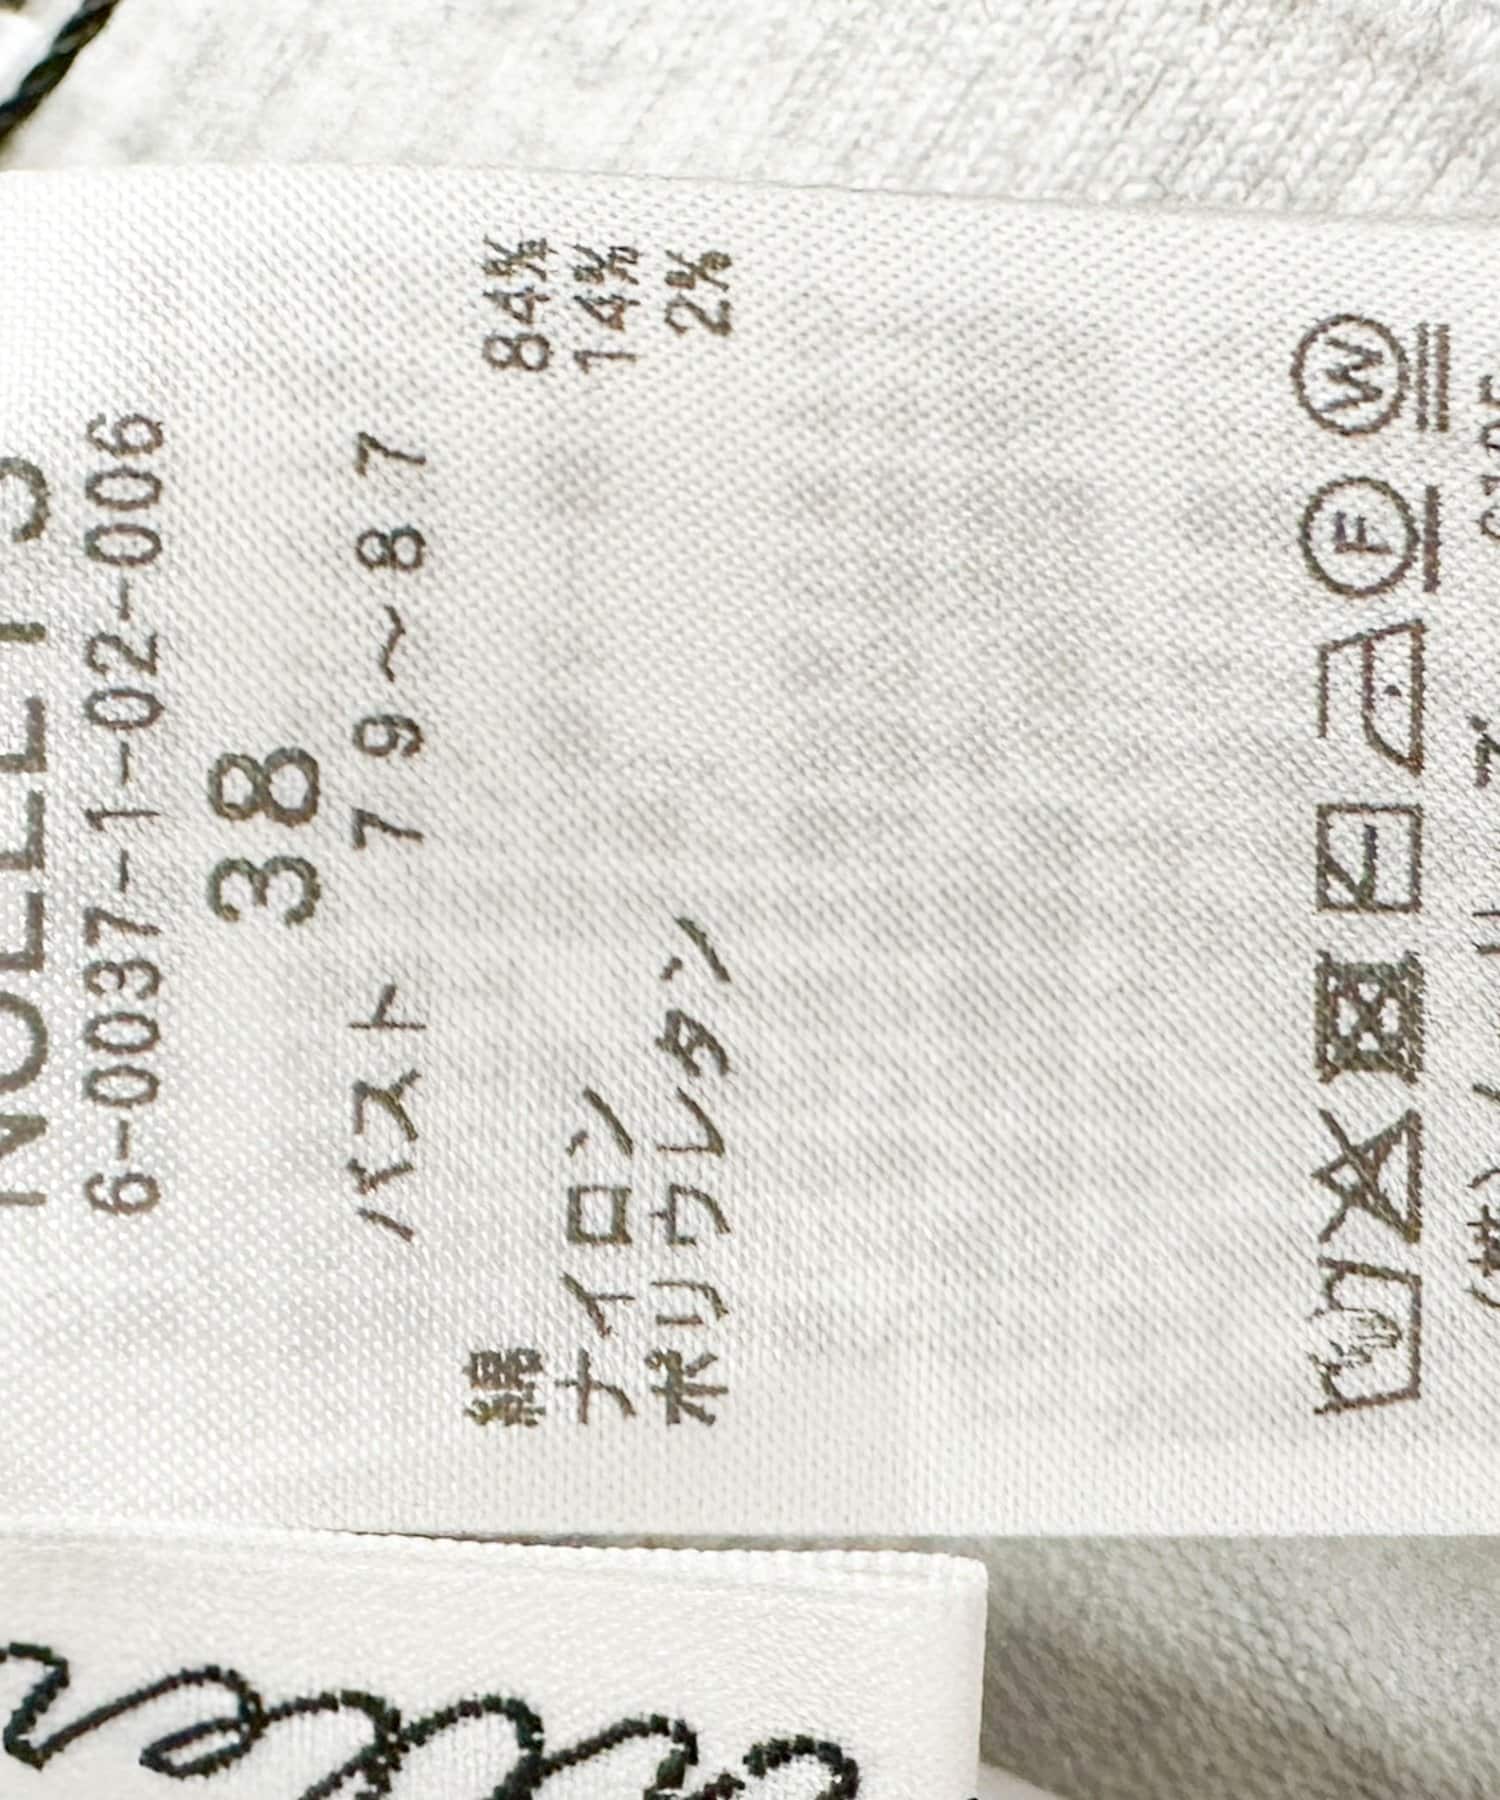 NOLLEY'S
6-0037-1-02-006
38
バスト 79～87
綿 84%
ナイロン 14%
ポリウレタン 2%
F W